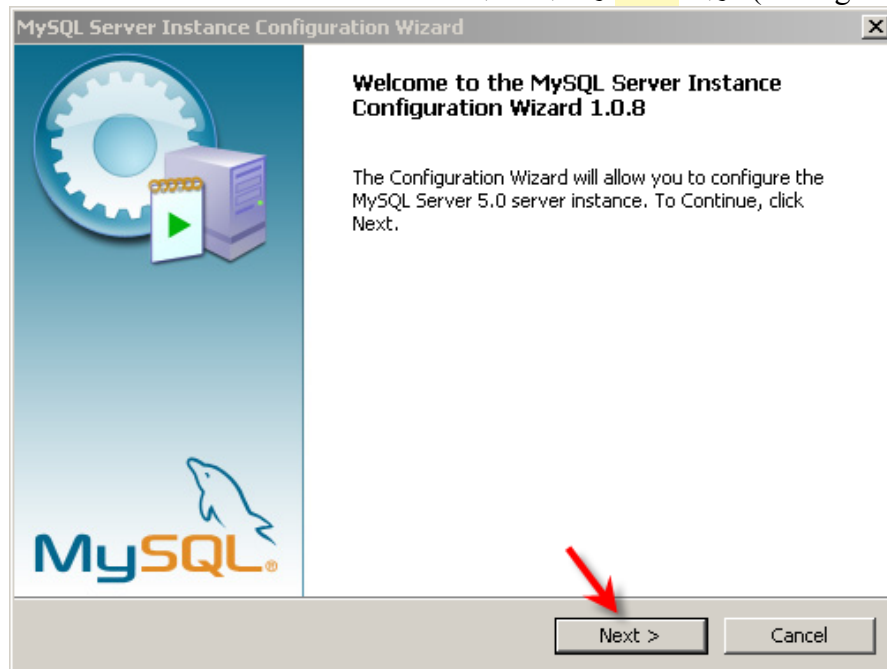 MySQL Server Instance Configuration Wizard
Welcome to the MySQL Server Instance
Configuration Wizard 1.0.8
The Configuration Wizard will allow you to configure the
MySQL Server 5.0 server instance. To Continue, click
Next.
MySQL®
Next >
Cancel